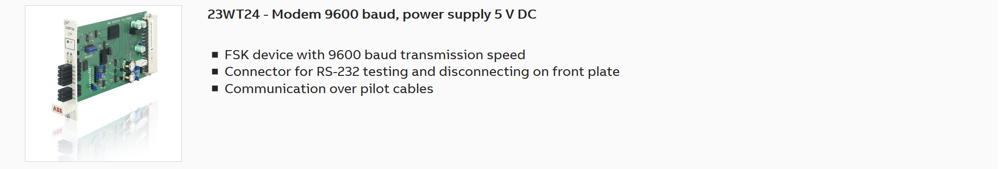 23WT24 - Modem 9600 baud, power supply 5 V DC
FSK device with 9600 baud transmission speed
Connector for RS-232 testing and disconnecting on front plate
Communication over pilot cables
23WT24
ABB